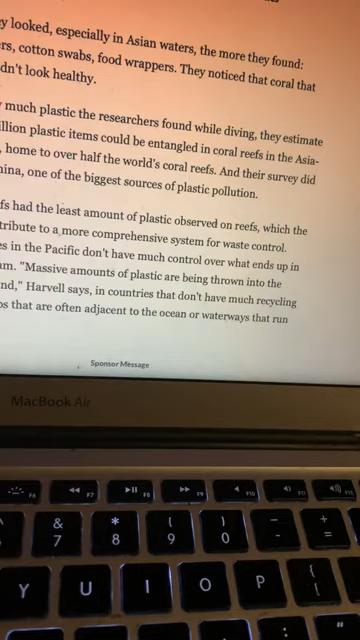 y looked, especially in Asian waters, the more they found:
rs, cotton swabs, food wrappers. They noticed that coral that
dn't look healthy.
much plastic the researchers found while diving, they estimate
illion plastic items could be entangled in coral reefs in the Asia-
, home to over half the world's coral reefs. And their survey did
hina, one of the biggest sources of plastic pollution.
fs had the least amount of plastic observed on reefs, which the
tribute to a more comprehensive system for waste control.
es in the Pacific don't have much control over what ends up in
am. "Massive amounts of plastic are being thrown into the
nd," Harvell says, in countries that don't have much recycling
ps that are often adjacent to the ocean or waterways that run
Sponsor Message
MacBook Air
F6 F7 F8 F9 F10 F11 F12
& * ( ) - +
7 8 9 0 - =
Y U I O P { [
: "